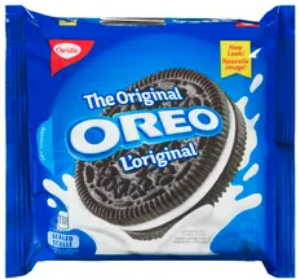 Christie
New
Look!
Nouvelle
image!
The Original
OREO
L'original